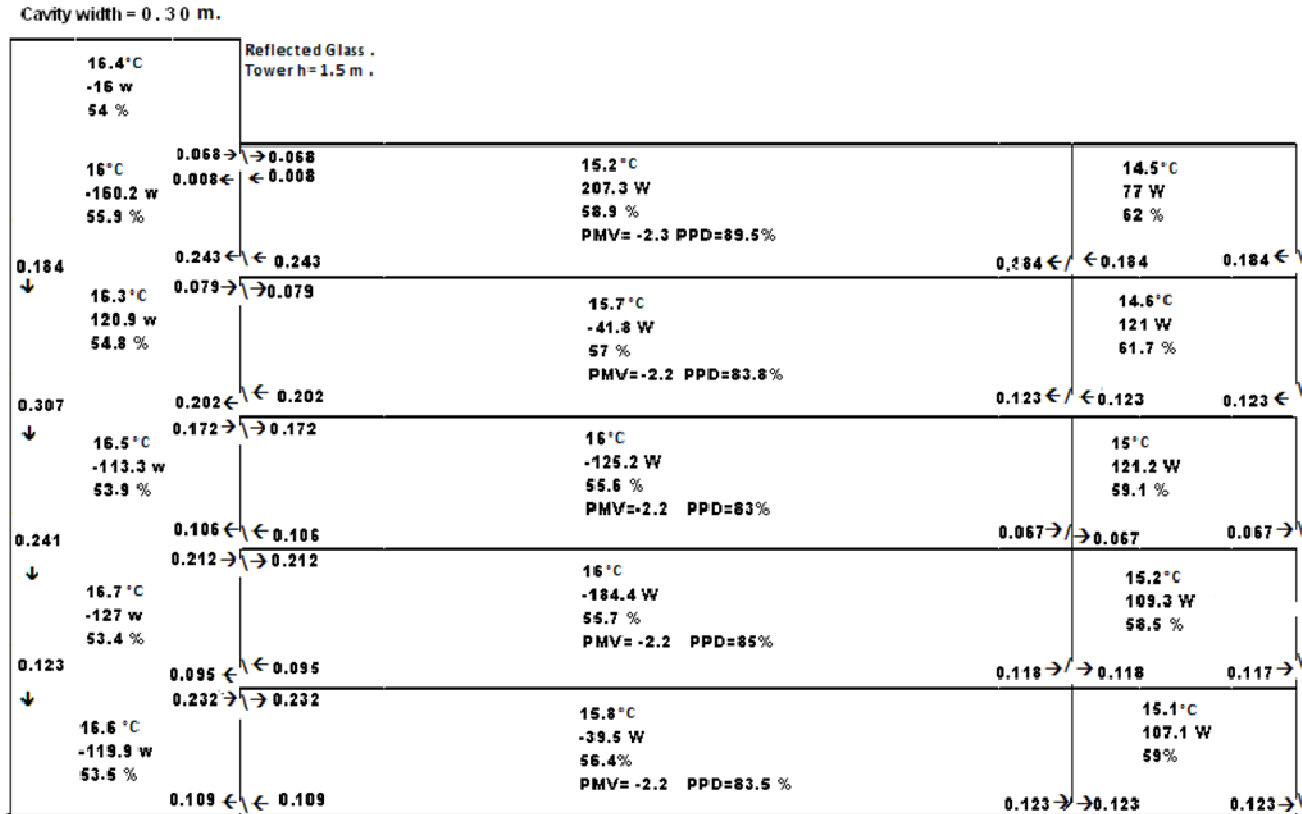 Cavity width = 0.30 m.
Reflected Glass .
Tower h= 1.5 m .
16.4°C
-16 w
54 %
0.068→\→0.068
0.008← ←0.008
16°C
-160.2 w
55.9 %
15.2°C
207.3 W
58.9 %
PMV= -2.3 PPD=89.5%
14.5°C
77 W
62 %
0.184
↓
0.243←\← 0.243
0.184←/ ←0.184
0.184←\
0.079→\→0.079
16.3°C
120.9 w
54.8 %
15.7°C
-41.8 W
57 %
PMV=-2.2 PPD=83.8%
14.6°C
121 W
61.7 %
0.307
↓
0.202←\← 0.202
0.123←/ ←0.123
0.123←\
0.172→\→0.172
16.5°C
-113.3 w
53.9 %
16°C
-125.2 W
55.6 %
PMV=-2.2 PPD=83%
15°C
121.2 W
59.1 %
0.241
↓
0.106←\←0.106
0.067→/→0.067
0.067→\
0.212→\→0.212
16.7°C
-127 w
53.4 %
16°C
-184.4 W
55.7 %
PMV= -2.2 PPD=85%
15.2°C
109.3 W
58.5 %
0.123
↓
0.095←\←0.095
0.118→/→0.118
0.117→\
0.232→\→0.232
16.6 °C
-119.9 w
53.5 %
15.8°C
-39.5 W
56.4%
PMV= -2.2 PPD=83.5 %
15.1°C
107.1 W
59%
0.109←\← 0.109
0.123→/→0.123
0.123→\